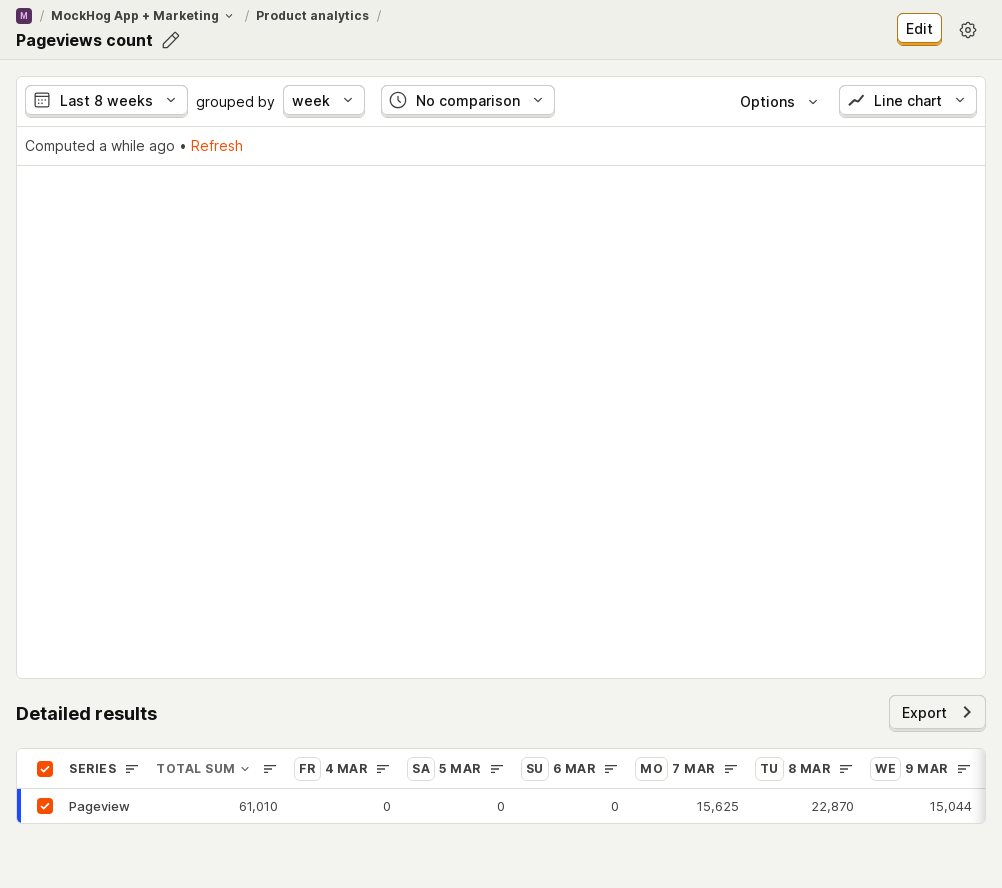 M / MockHog App + Marketing / Product analytics /
Pageviews count
Edit
Last 8 weeks grouped by week No comparison Options Line chart
Computed a while ago • Refresh
Detailed results
Export
SERIES TOTAL SUM FR 4 MAR SA 5 MAR SU 6 MAR MO 7 MAR TU 8 MAR WE 9 MAR
Pageview 61,010 0 0 0 15,625 22,870 15,044